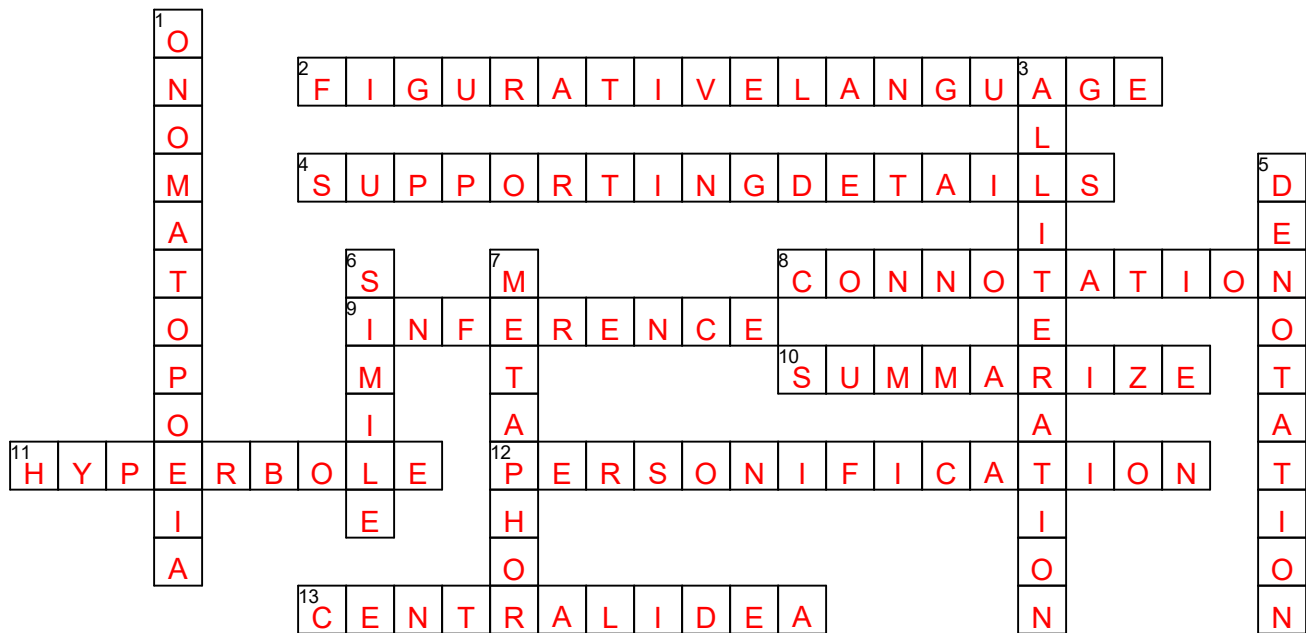 1 ONOMATOPOEIA
2 FIGURATIVELANGUAGE
3 ALLITERATION
4 SUPPORTINGDETAILS
5 DENOTATION
6 SIMILE
7 METAPHOR
8 CONNOTATION
9 INFERENCE
10 SUMMARIZE
11 HYPERBOLE
12 PERSONIFICATION
13 CENTRALIDEA